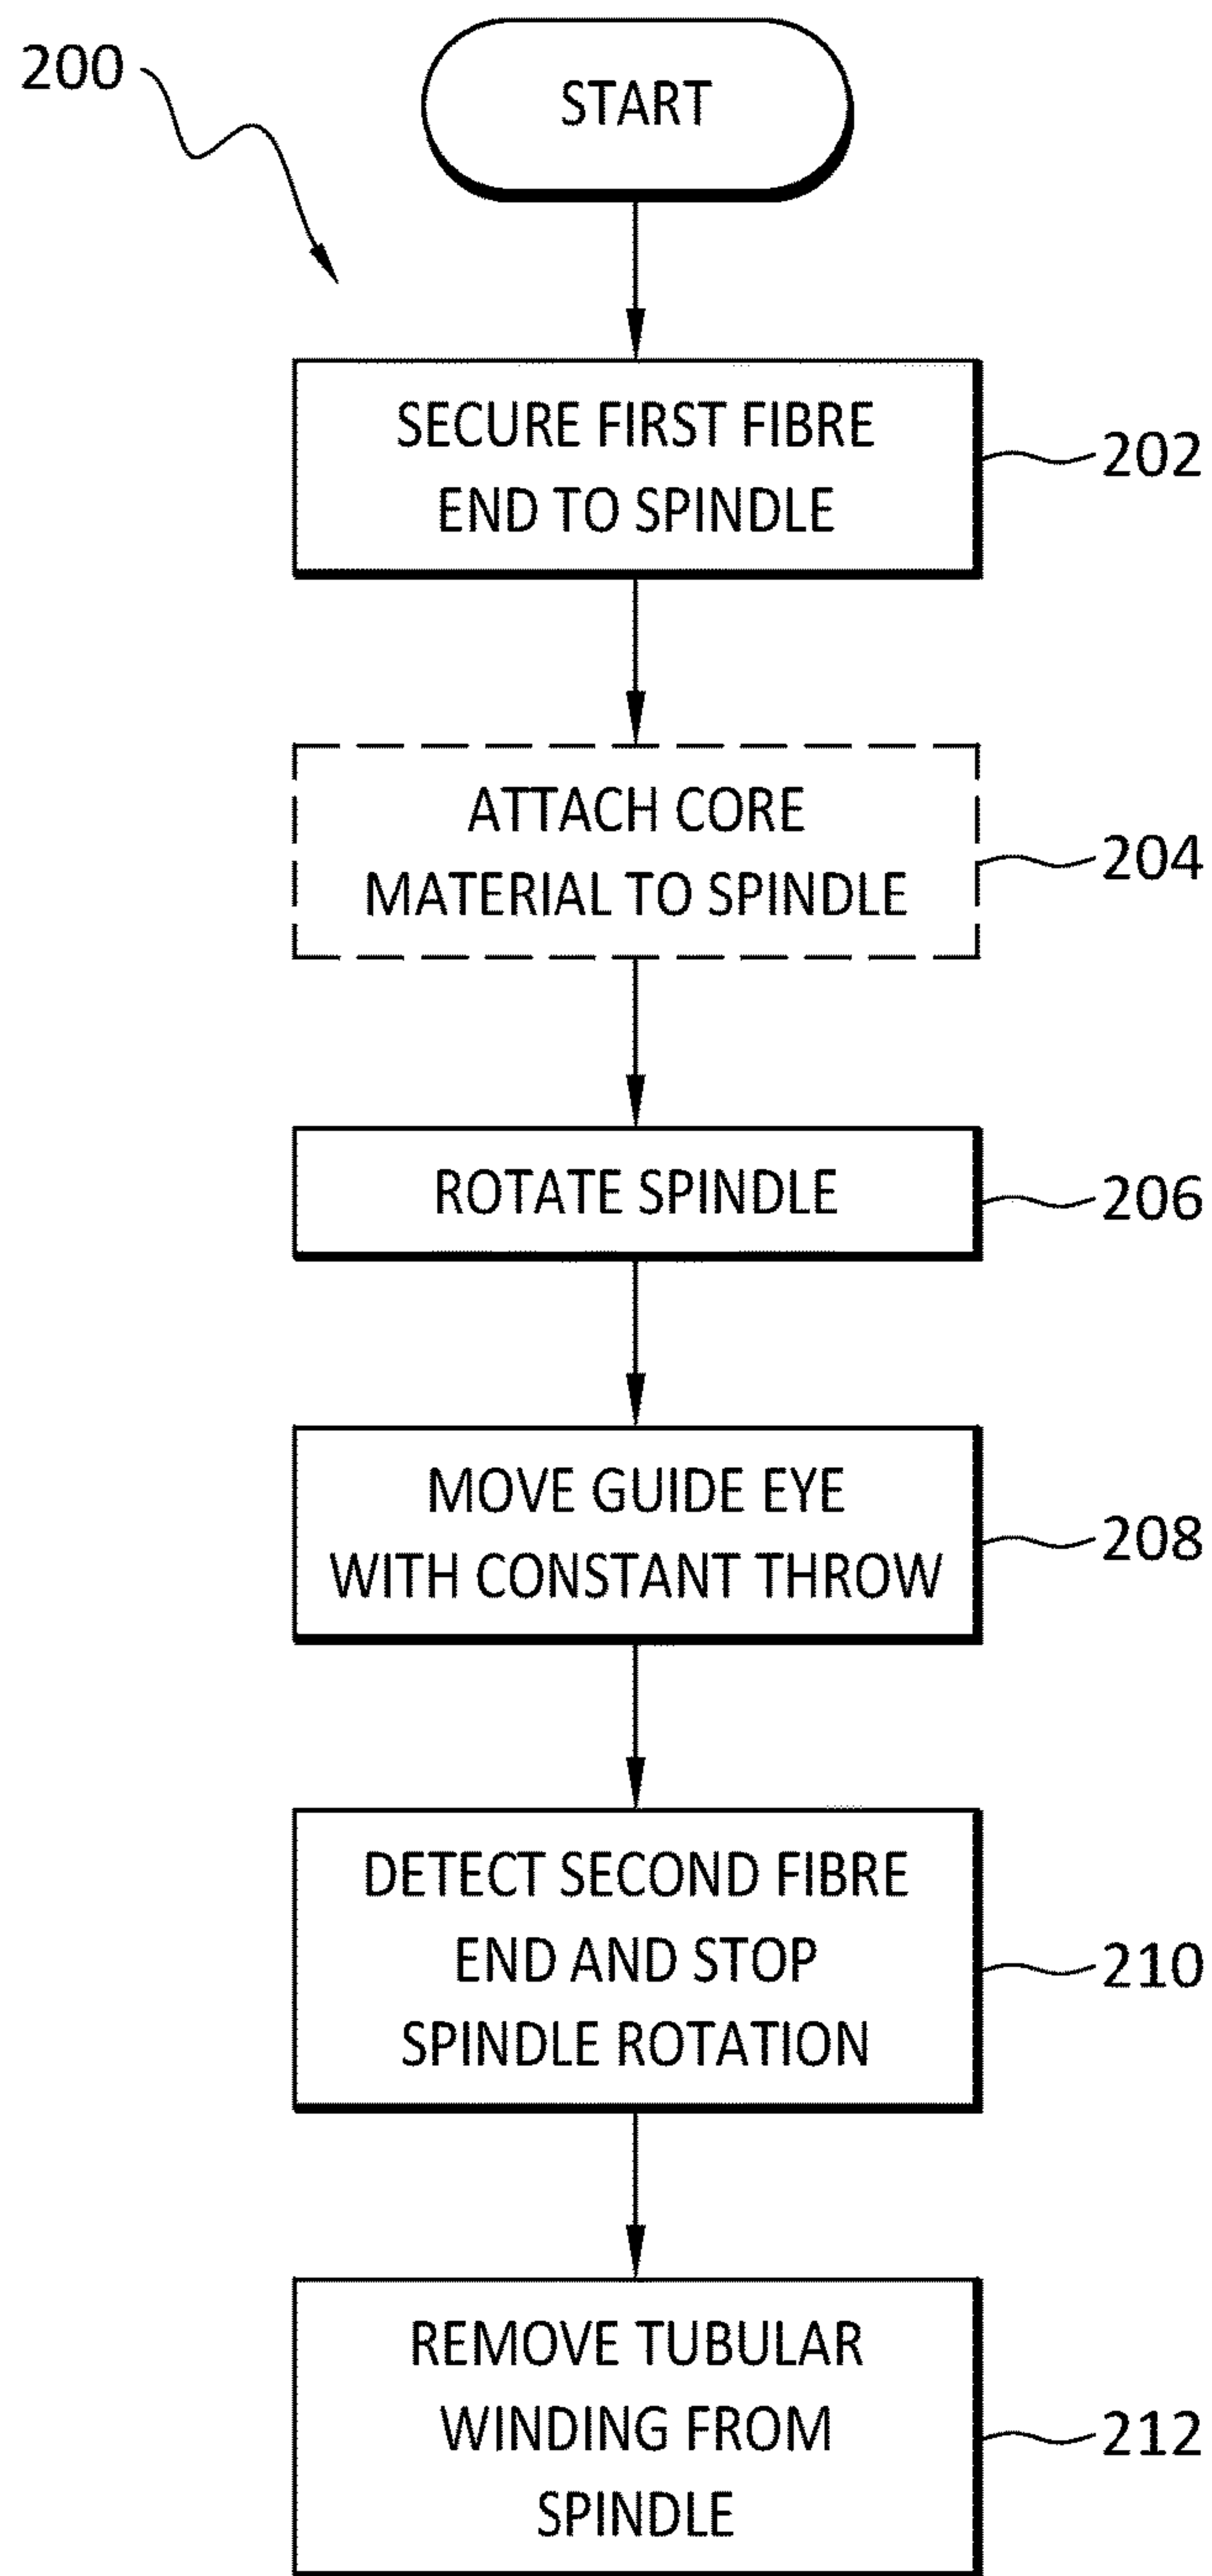 200
START
SECURE FIRST FIBRE
END TO SPINDLE
202
ATTACH CORE
MATERIAL TO SPINDLE
204
ROTATE SPINDLE
206
MOVE GUIDE EYE
WITH CONSTANT THROW
208
DETECT SECOND FIBRE
END AND STOP
SPINDLE ROTATION
210
REMOVE TUBULAR
WINDING FROM
SPINDLE
212